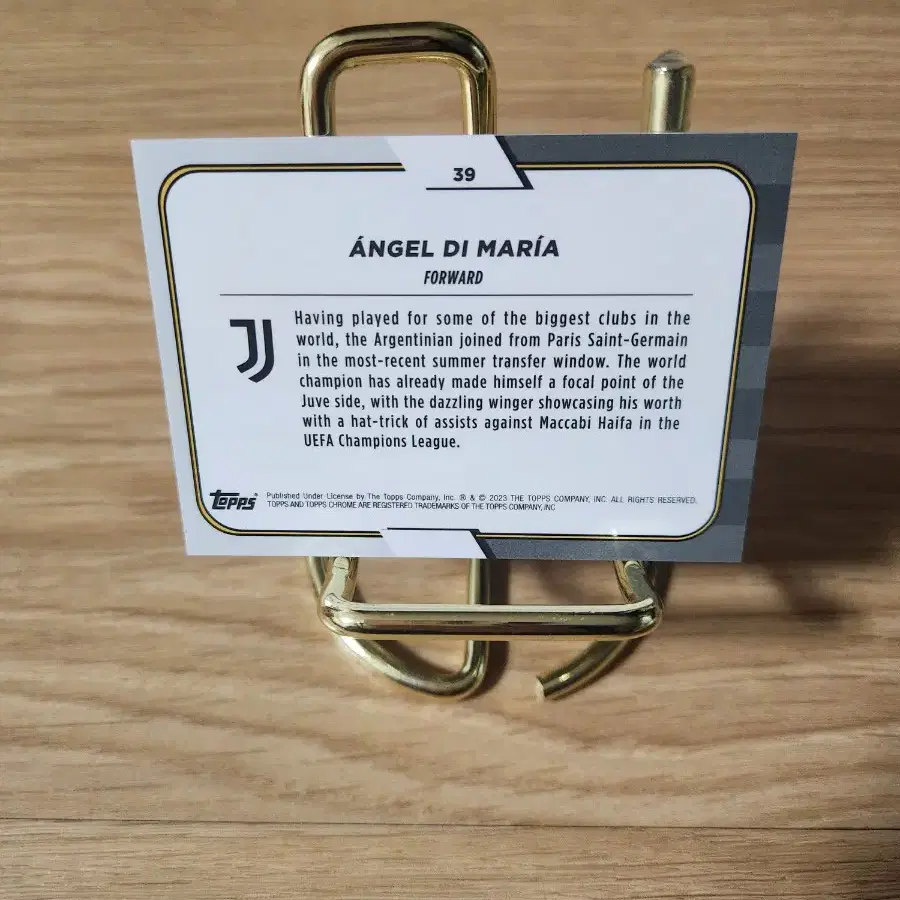 39
ÁNGEL DI MARÍA
FORWARD
Having played for some of the biggest clubs in the
world, the Argentinian joined from Paris Saint-Germain
in the most-recent summer transfer window. The world
champion has already made himself a focal point of the
Juve side, with the dazzling winger showcasing his worth
with a hat-trick of assists against Maccabi Haifa in the
UEFA Champions League.
Topps
Published Under License by The Topps Company, Inc. ® & © 2023 THE TOPPS COMPANY, INC. ALL RIGHTS RESERVED.
TOPPS AND TOPPS CHROME ARE REGISTERED TRADEMARKS OF THE TOPPS COMPANY, INC